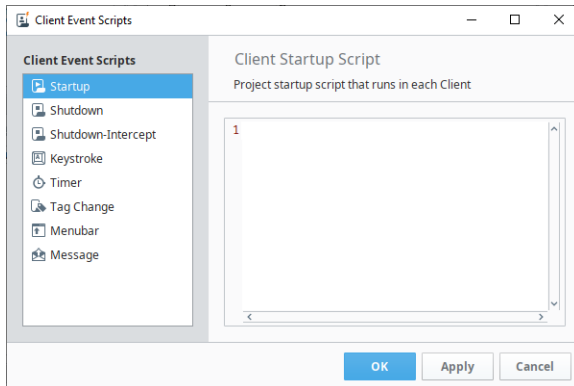 Client Event Scripts
Client Event Scripts
Startup
Shutdown
Shutdown-Intercept
Keystroke
Timer
Tag Change
Menubar
Message
Client Startup Script
Project startup script that runs in each Client
1
OK
Apply
Cancel